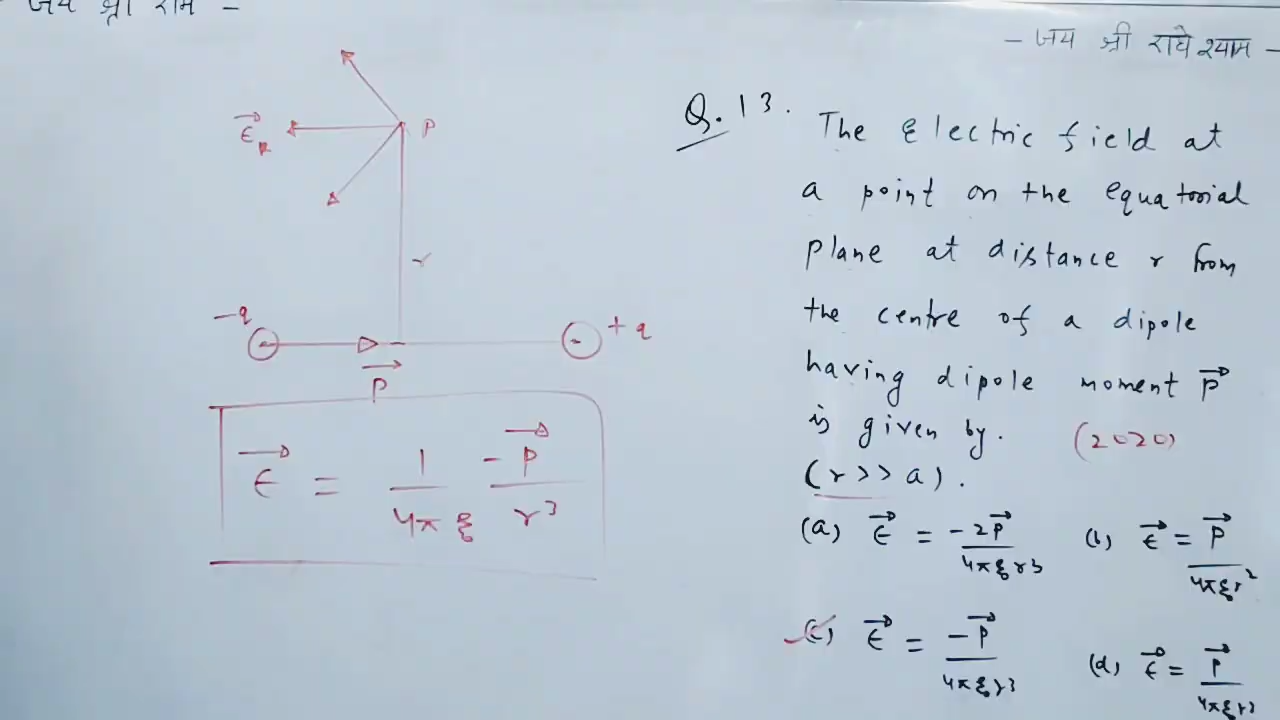 जय श्री राम -
- जय श्री राधे श्याम -
P
E⃗R
r
-q
+q
P⃗
E⃗ = 1/4πε₀ -P⃗/r³
Q.13. The Electric field at
a point on the equatorial
plane at distance r from
the centre of a dipole
having dipole moment P⃗
is given by. (2020)
(r>>a).
(a) E⃗ = -2P⃗/4πε₀r³ (b) E⃗ = P⃗/4πε₀r²
(c) E⃗ = -P⃗/4πε₀r³ (d) E⃗ = P⃗/4πε₀r³